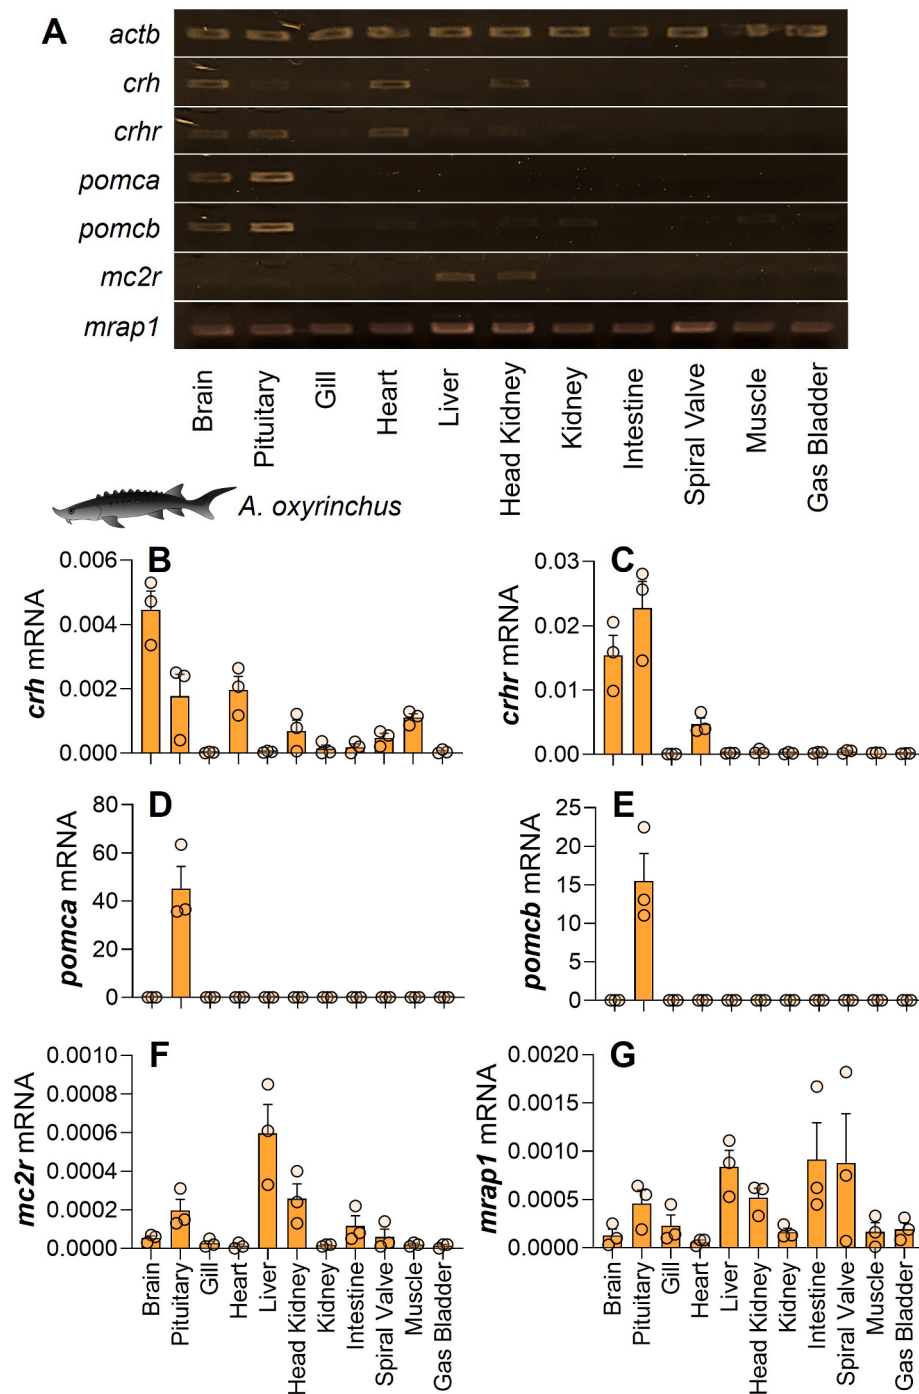 A
actb
crh
crhr
pomca
pomcb
mc2r
mrap1
Brain
Pituitary
Gill
Heart
Liver
Head Kidney
Kidney
Intestine
Spiral Valve
Muscle
Gas Bladder
A. oxyrinchus
B
crh mRNA
0.006
0.004
0.002
0.000
C
crhr mRNA
0.03
0.02
0.01
0.00
D
pomca mRNA
80
60
40
20
0
E
pomcb mRNA
25
20
15
10
5
0
F
mc2r mRNA
0.0010
0.0008
0.0006
0.0004
0.0002
0.0000
Brain
Pituitary
Gill
Heart
Liver
Head Kidney
Kidney
Intestine
Spiral Valve
Muscle
Gas Bladder
G
mrap1 mRNA
0.0020
0.0015
0.0010
0.0005
0.0000
Brain
Pituitary
Gill
Heart
Liver
Head Kidney
Kidney
Intestine
Spiral Valve
Muscle
Gas Bladder